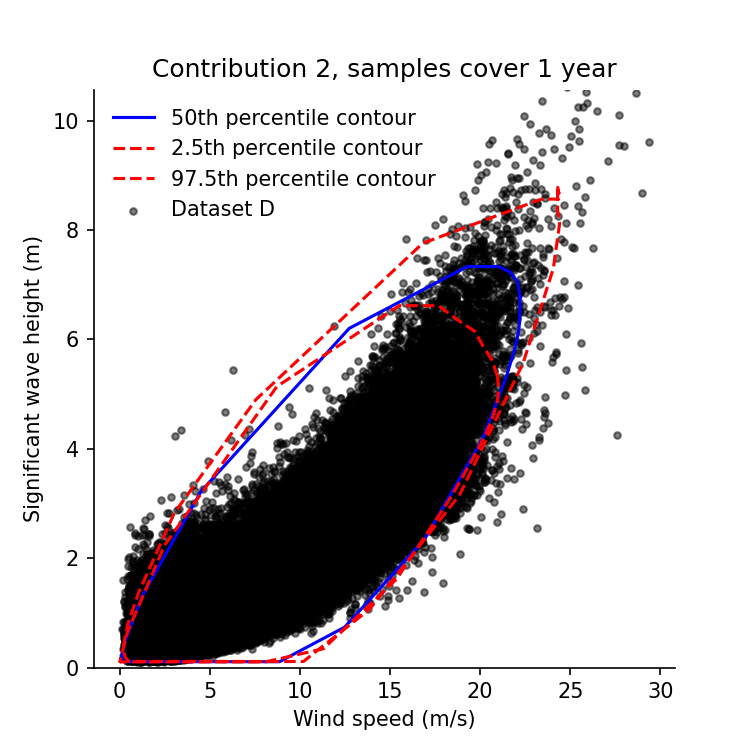 Contribution 2, samples cover 1 year
50th percentile contour
2.5th percentile contour
97.5th percentile contour
Dataset D
10
8
6
4
2
0
Significant wave height (m)
0 5 10 15 20 25 30
Wind speed (m/s)